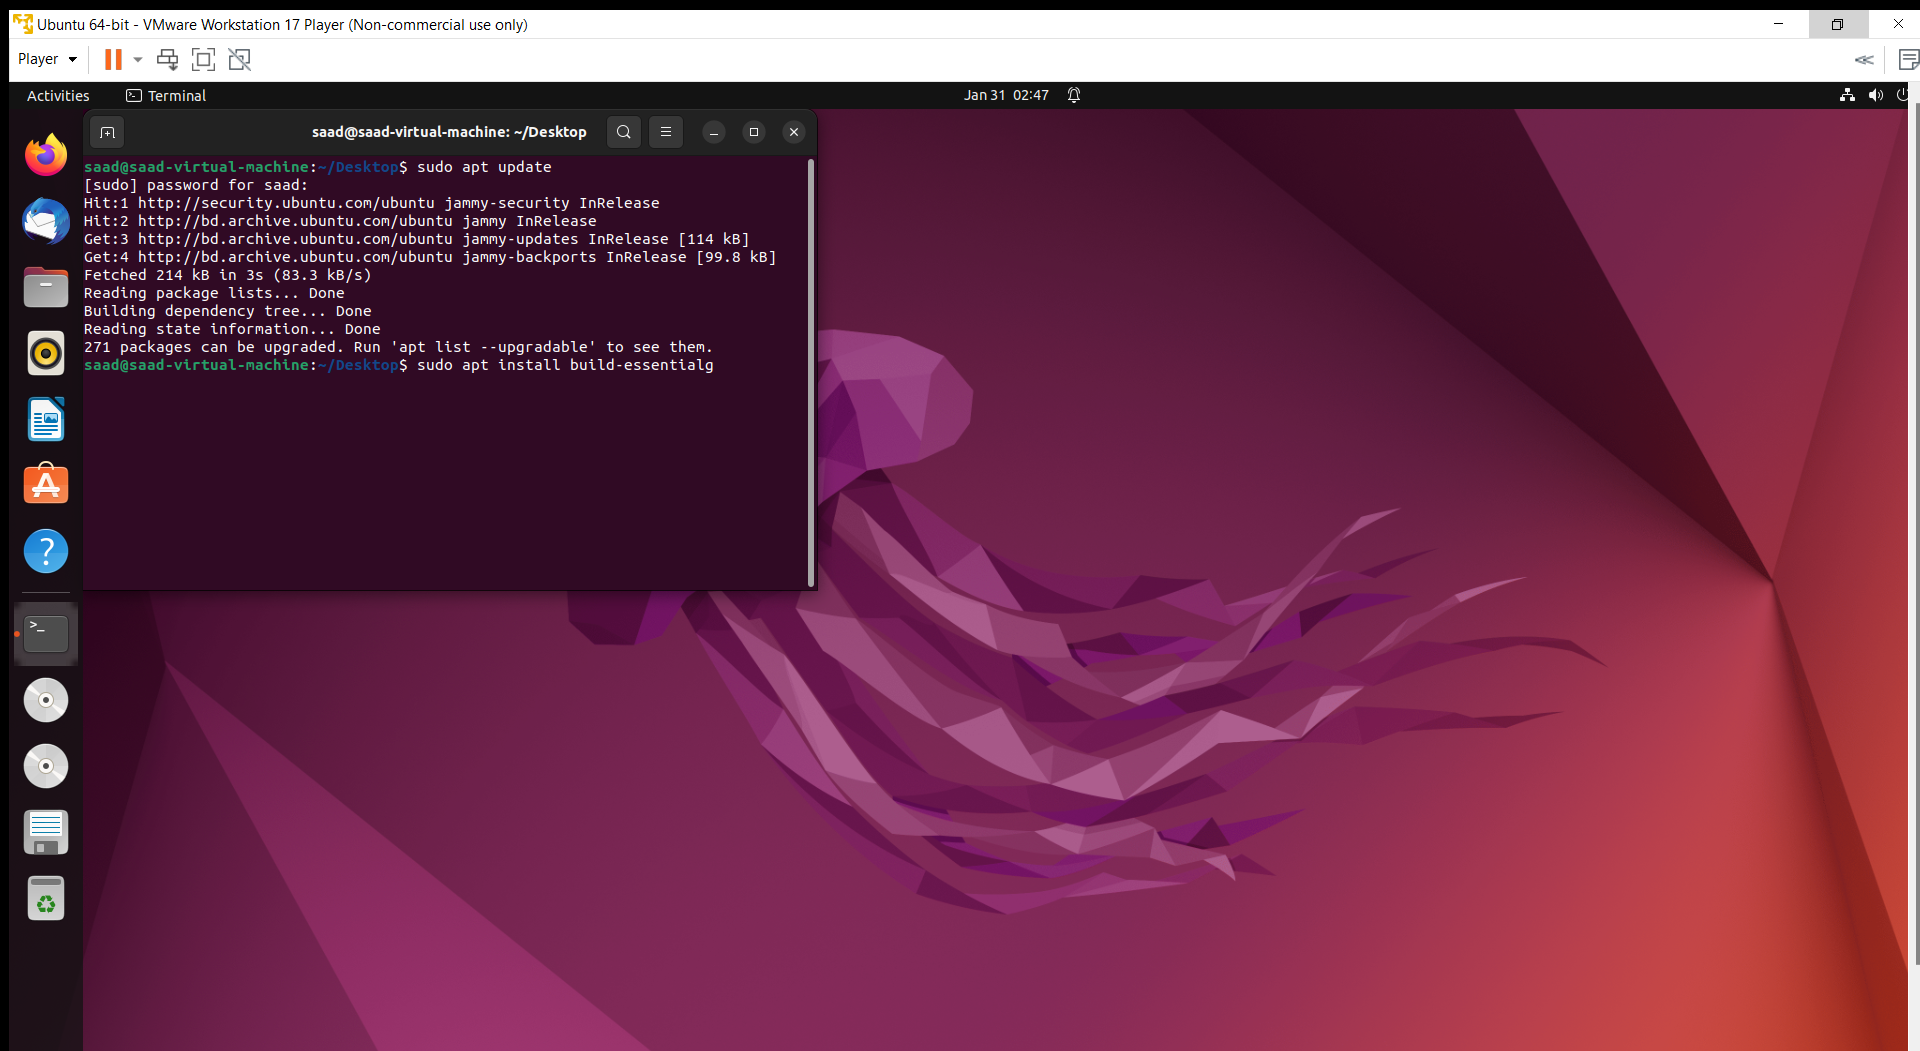 Ubuntu 64-bit - VMware Workstation 17 Player (Non-commercial use only)
Player
Activities
Terminal
Jan 31 02:47
saad@saad-virtual-machine: ~/Desktop
saad@saad-virtual-machine:~/Desktop$ sudo apt update
[sudo] password for saad:
Hit:1 http://security.ubuntu.com/ubuntu jammy-security InRelease
Hit:2 http://bd.archive.ubuntu.com/ubuntu jammy InRelease
Get:3 http://bd.archive.ubuntu.com/ubuntu jammy-updates InRelease [114 kB]
Get:4 http://bd.archive.ubuntu.com/ubuntu jammy-backports InRelease [99.8 kB]
Fetched 214 kB in 3s (83.3 kB/s)
Reading package lists... Done
Building dependency tree... Done
Reading state information... Done
271 packages can be upgraded. Run 'apt list --upgradable' to see them.
saad@saad-virtual-machine:~/Desktop$ sudo apt install build-essentialg